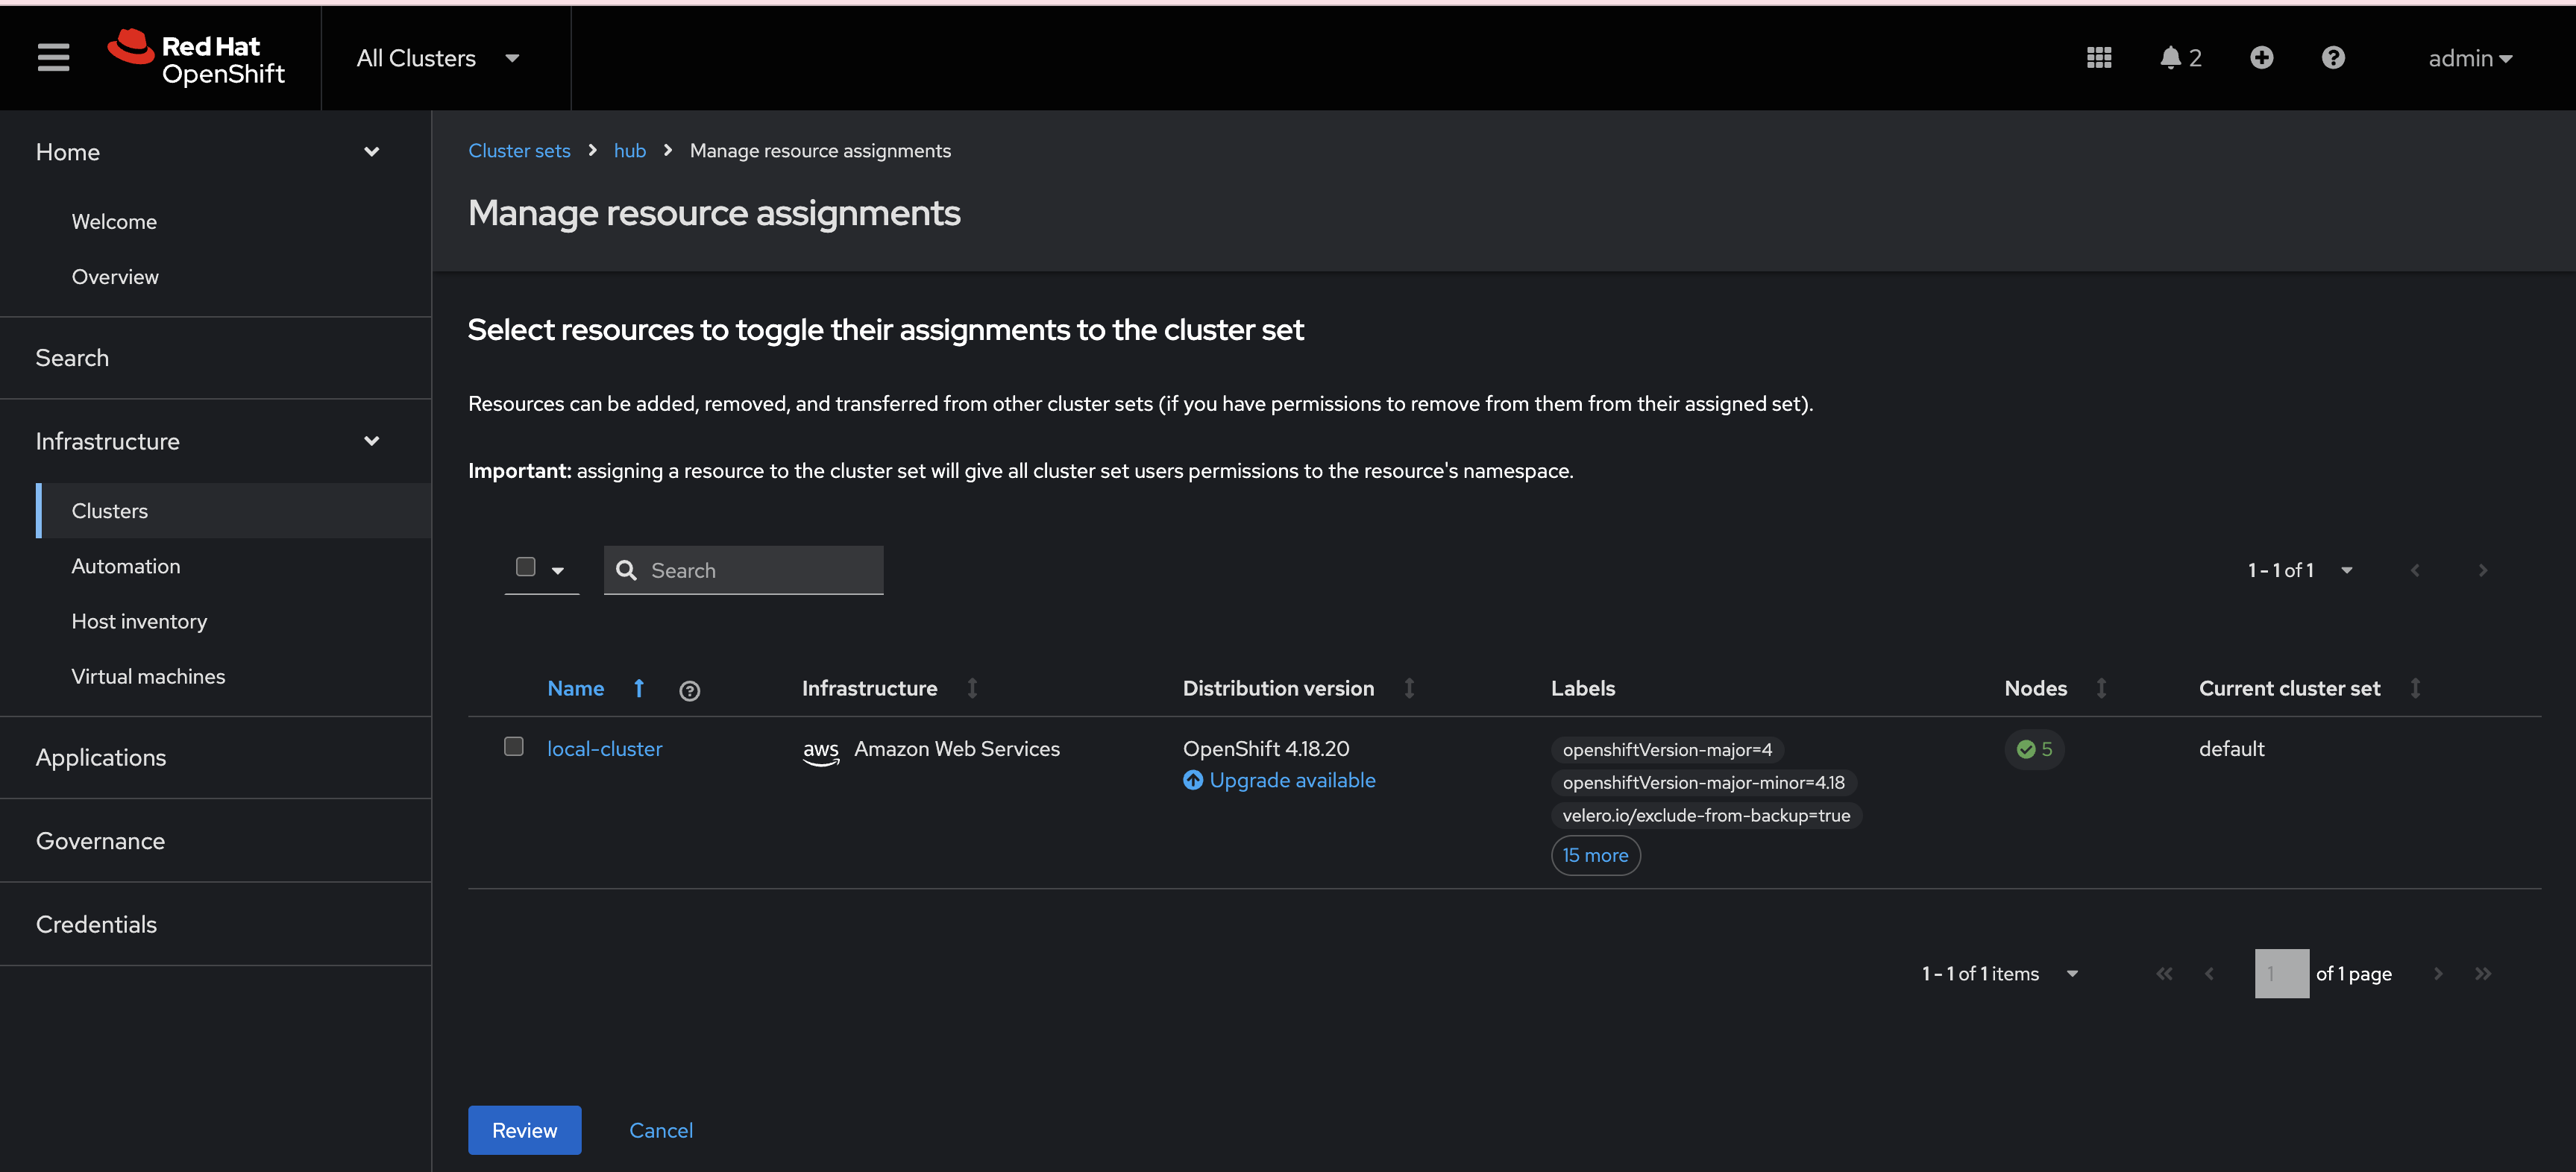 Red Hat
OpenShift
All Clusters
2
admin
Home
Welcome
Overview
Search
Infrastructure
Clusters
Automation
Host inventory
Virtual machines
Applications
Governance
Credentials
Cluster sets > hub > Manage resource assignments
Manage resource assignments
Select resources to toggle their assignments to the cluster set
Resources can be added, removed, and transferred from other cluster sets (if you have permissions to remove from them from their assigned set).
Important: assigning a resource to the cluster set will give all cluster set users permissions to the resource's namespace.
Search
1 - 1 of 1
Name Infrastructure Distribution version Labels Nodes Current cluster set
local-cluster aws Amazon Web Services OpenShift 4.18.20 openshiftVersion-major=4 5 default
Upgrade available openshiftVersion-major-minor=4.18
velero.io/exclude-from-backup=true
15 more
1 - 1 of 1 items 1 of 1 page
Review Cancel